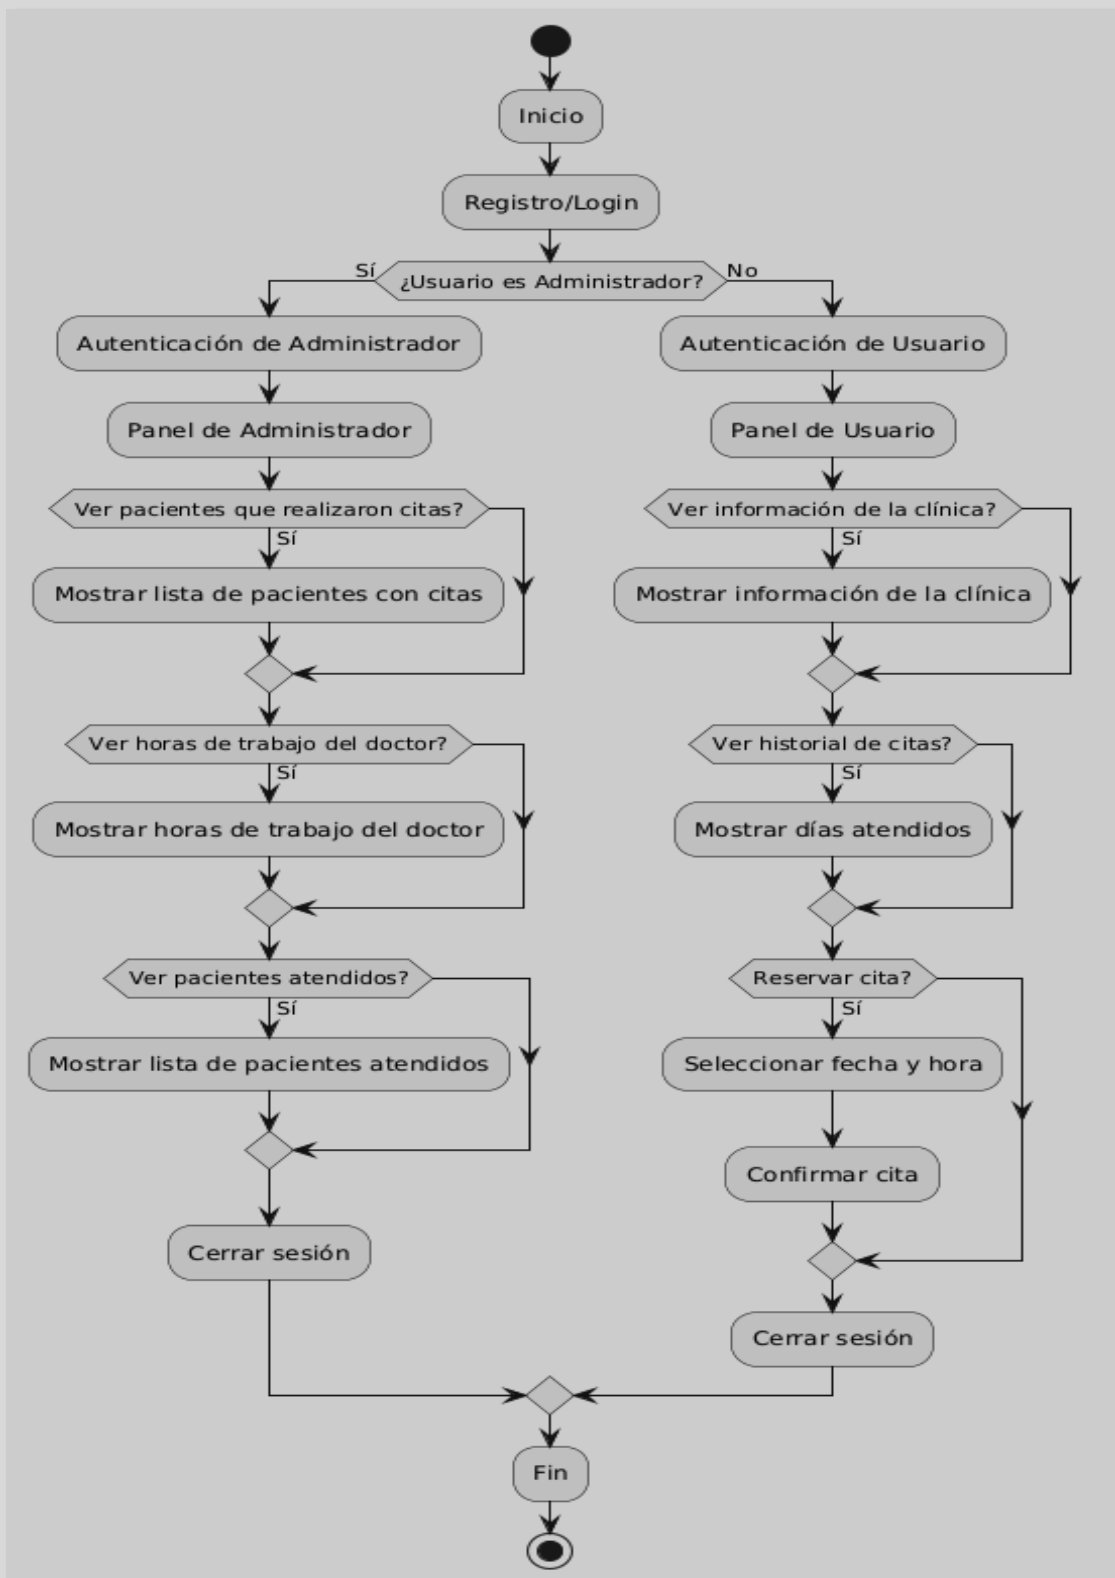 Inicio
Registro/Login
Sí
¿Usuario es Administrador?
No
Autenticación de Administrador
Panel de Administrador
Ver pacientes que realizaron citas?
Sí
Mostrar lista de pacientes con citas
Ver horas de trabajo del doctor?
Sí
Mostrar horas de trabajo del doctor
Ver pacientes atendidos?
Sí
Mostrar lista de pacientes atendidos
Cerrar sesión
Autenticación de Usuario
Panel de Usuario
Ver información de la clínica?
Sí
Mostrar información de la clínica
Ver historial de citas?
Sí
Mostrar días atendidos
Reservar cita?
Sí
Seleccionar fecha y hora
Confirmar cita
Cerrar sesión
Fin